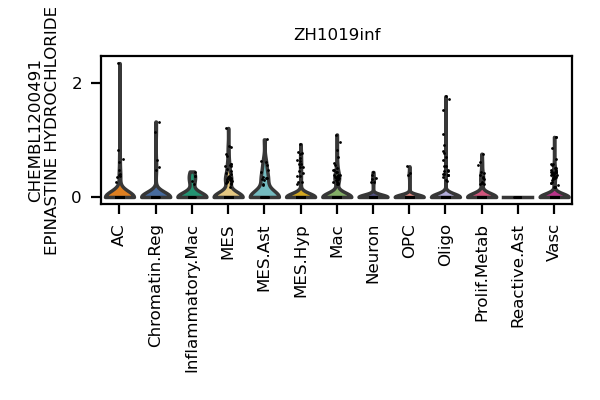 ZH1019inf
CHEMBL1200491
EPINASTINE HYDROCHLORIDE
2
0
AC
Chromatin.Reg
Inflammatory.Mac
MES
MES.Ast
MES.Hyp
Mac
Neuron
OPC
Oligo
Prolif.Metab
Reactive.Ast
Vasc